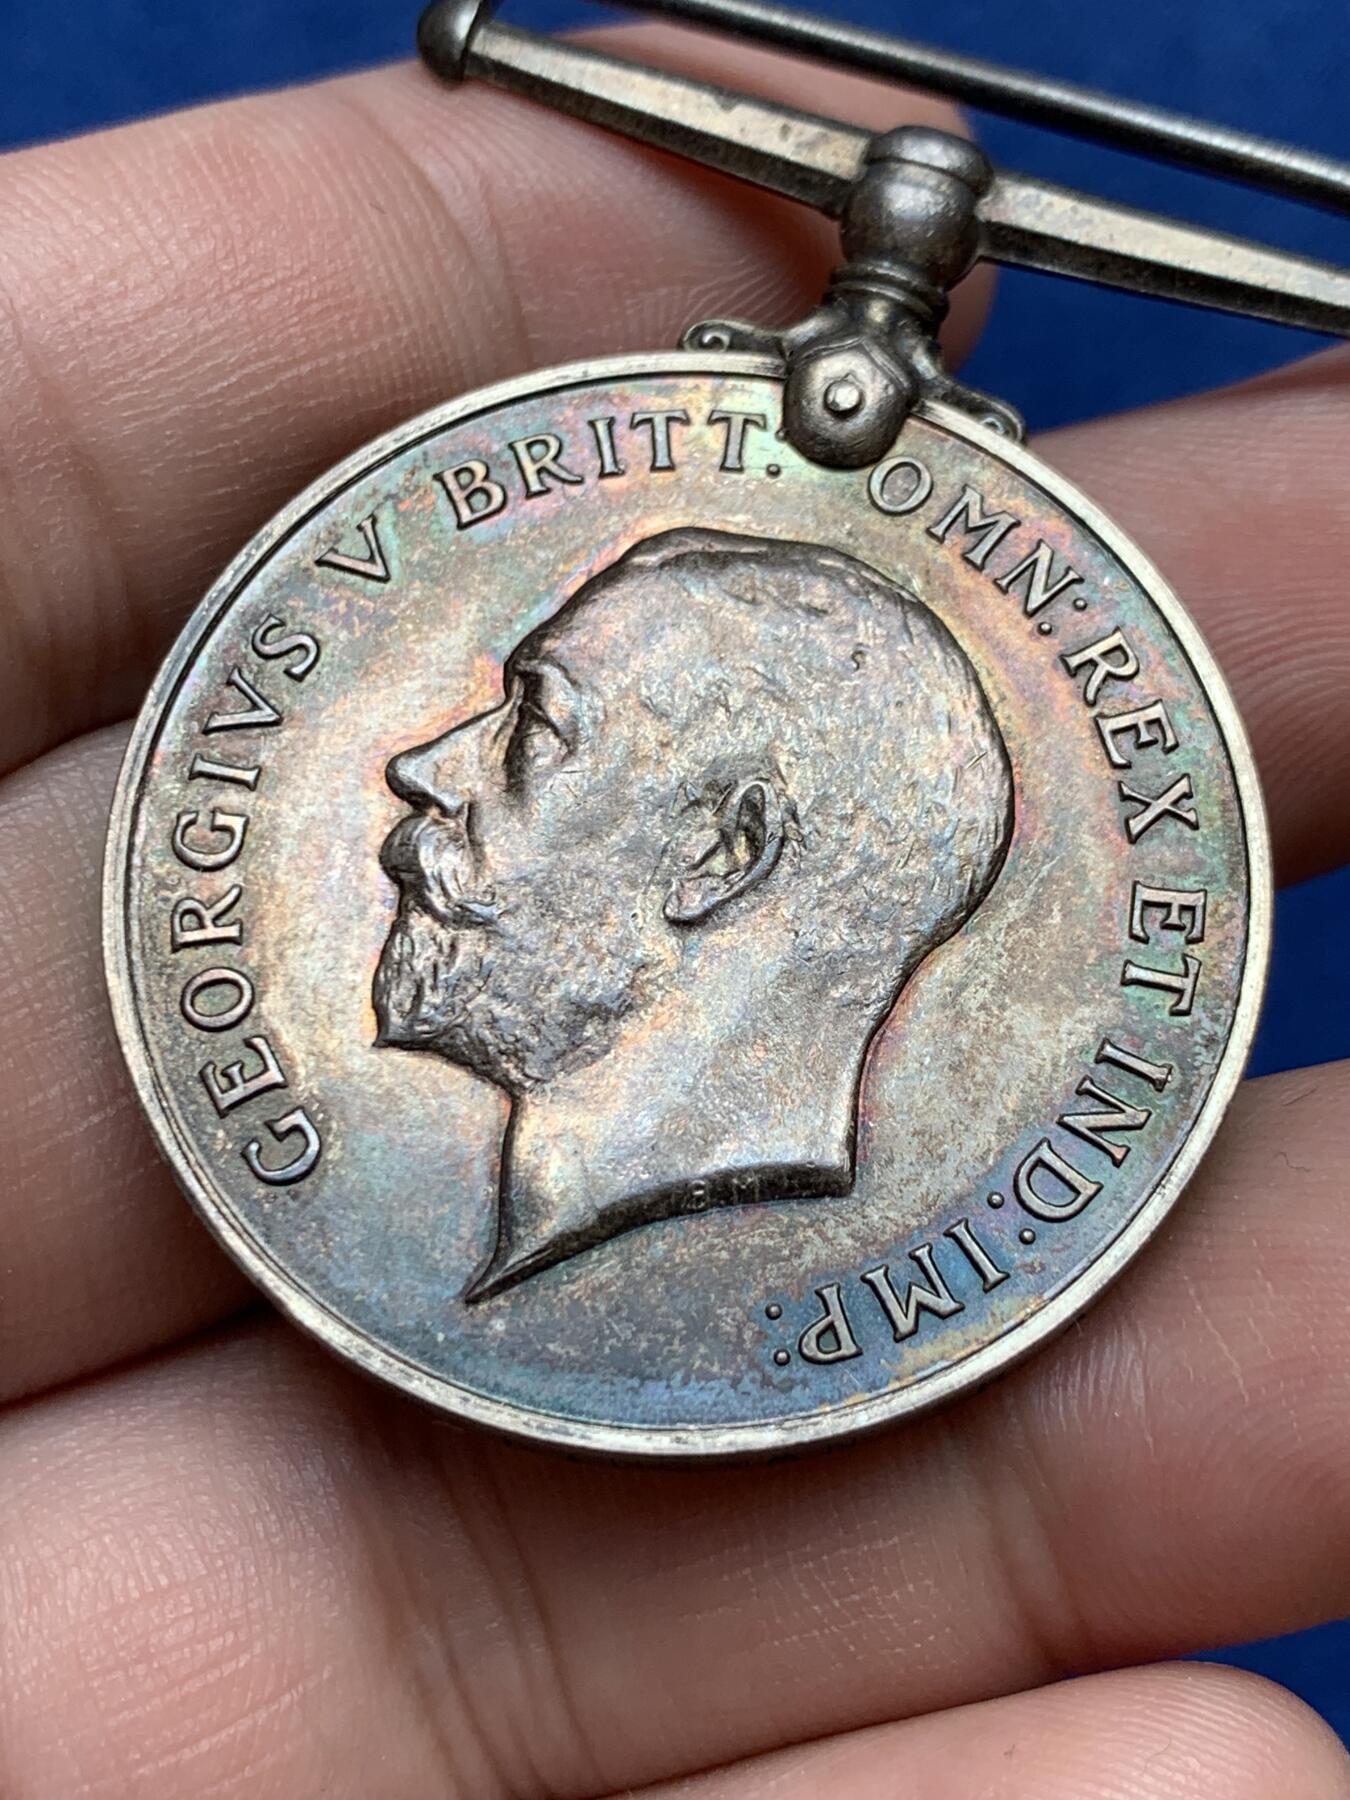 GEORGIVS V BRITT: OMN: REX ET IND: IMP:
B.M.